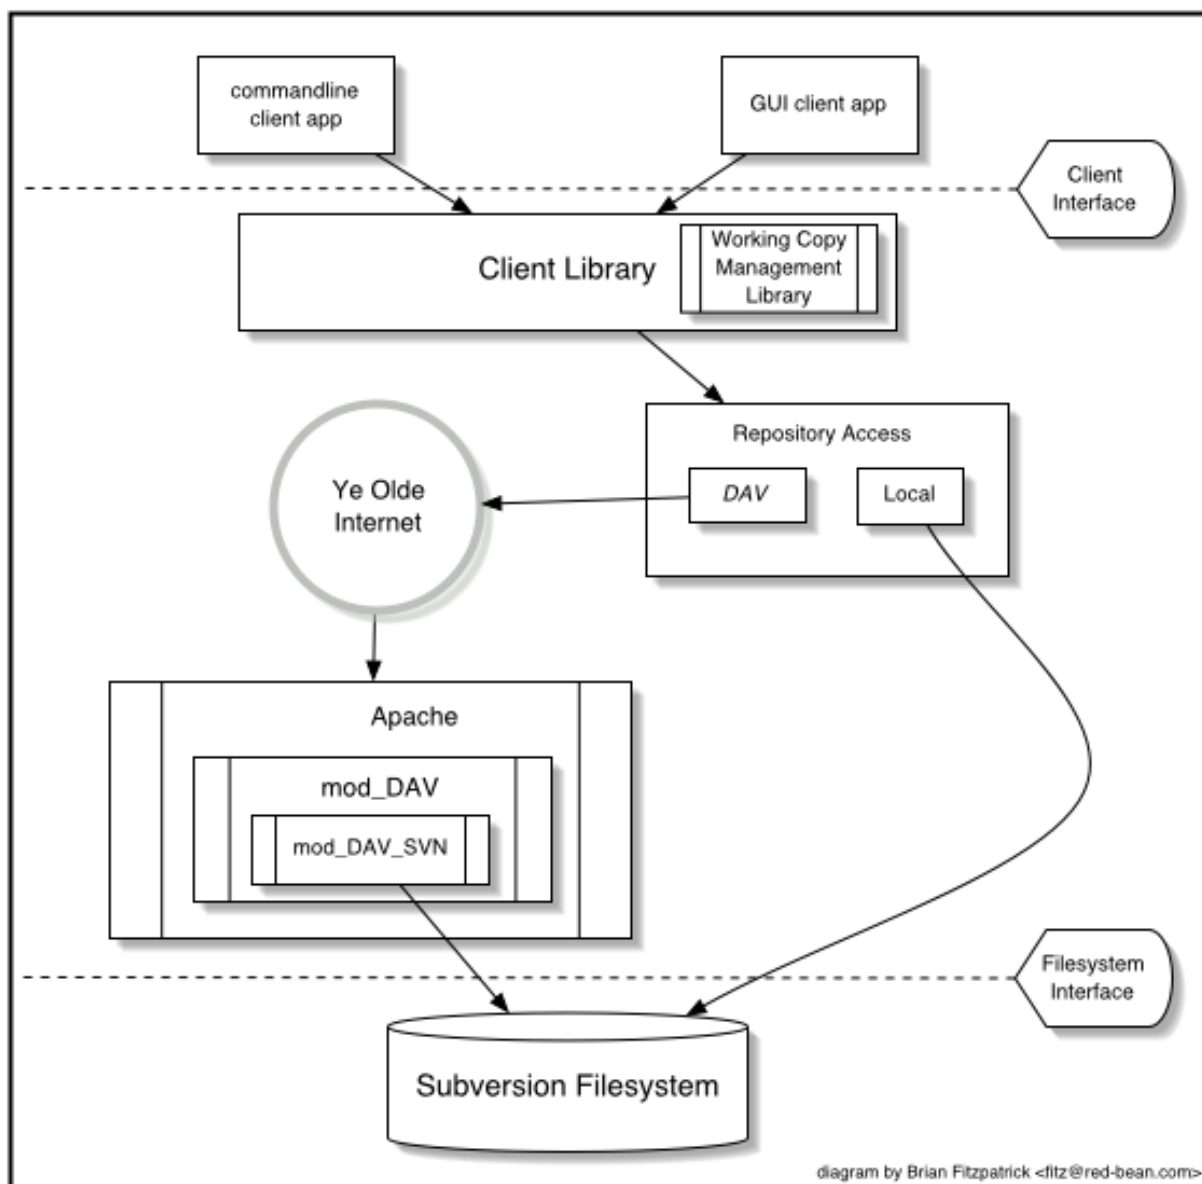 commandline
client app
GUI client app
Client
Interface
Client Library
Working Copy
Management
Library
Repository Access
DAV
Local
Ye Olde
Internet
Apache
mod_DAV
mod_DAV_SVN
Filesystem
Interface
Subversion Filesystem
diagram by Brian Fitzpatrick <fitz@red-bean.com>